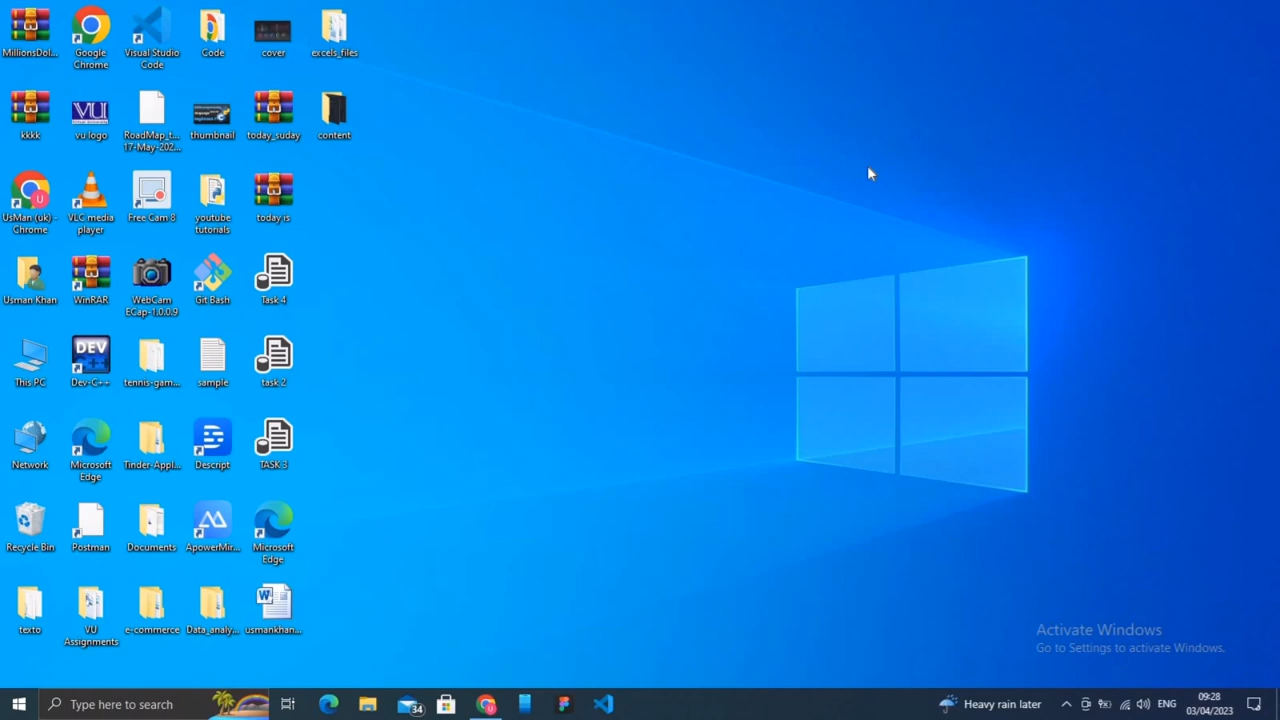 MillionsDol...
Google
Chrome
Visual Studio
Code
Code
cover
excels_files
kkkk
VU
vu logo
RoadMap_t...
17-May-202...
thumbnail
today_suday
content
UsMan (uk) -
Chrome
VLC media
player
Free Cam 8
youtube
tutorials
today is
Usman Khan
WinRAR
WebCam
ECap-1.0.0.9
Git Bash
Task 4
This PC
DEV
Dev-C++
tennis-gam...
sample
task 2
Network
Microsoft
Edge
Tinder-Appl...
Descript
TASK 3
Recycle Bin
Postman
Documents
ApowerMir...
Microsoft
Edge
texto
VU
Assignments
e-commerce
Data_analy...
W
usmankhan...
Activate Windows
Go to Settings to activate Windows.
Type here to search
34
U
Heavy rain later
ENG
09:28
03/04/2023